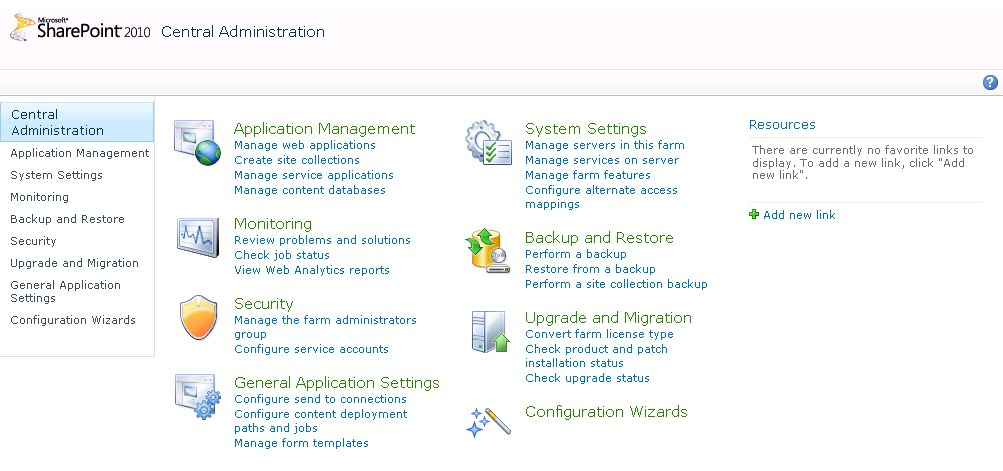 Microsoft®
SharePoint® 2010 Central Administration
Central
Administration
Application Management
System Settings
Monitoring
Backup and Restore
Security
Upgrade and Migration
General Application
Settings
Configuration Wizards
Application Management
Manage web applications
Create site collections
Manage service applications
Manage content databases
Monitoring
Review problems and solutions
Check job status
View Web Analytics reports
Security
Manage the farm administrators
group
Configure service accounts
General Application Settings
Configure send to connections
Configure content deployment
paths and jobs
Manage form templates
System Settings
Manage servers in this farm
Manage services on server
Manage farm features
Configure alternate access
mappings
Backup and Restore
Perform a backup
Restore from a backup
Perform a site collection backup
Upgrade and Migration
Convert farm license type
Check product and patch
installation status
Check upgrade status
Configuration Wizards
Resources
There are currently no favorite links to
display. To add a new link, click "Add
new link".
Add new link